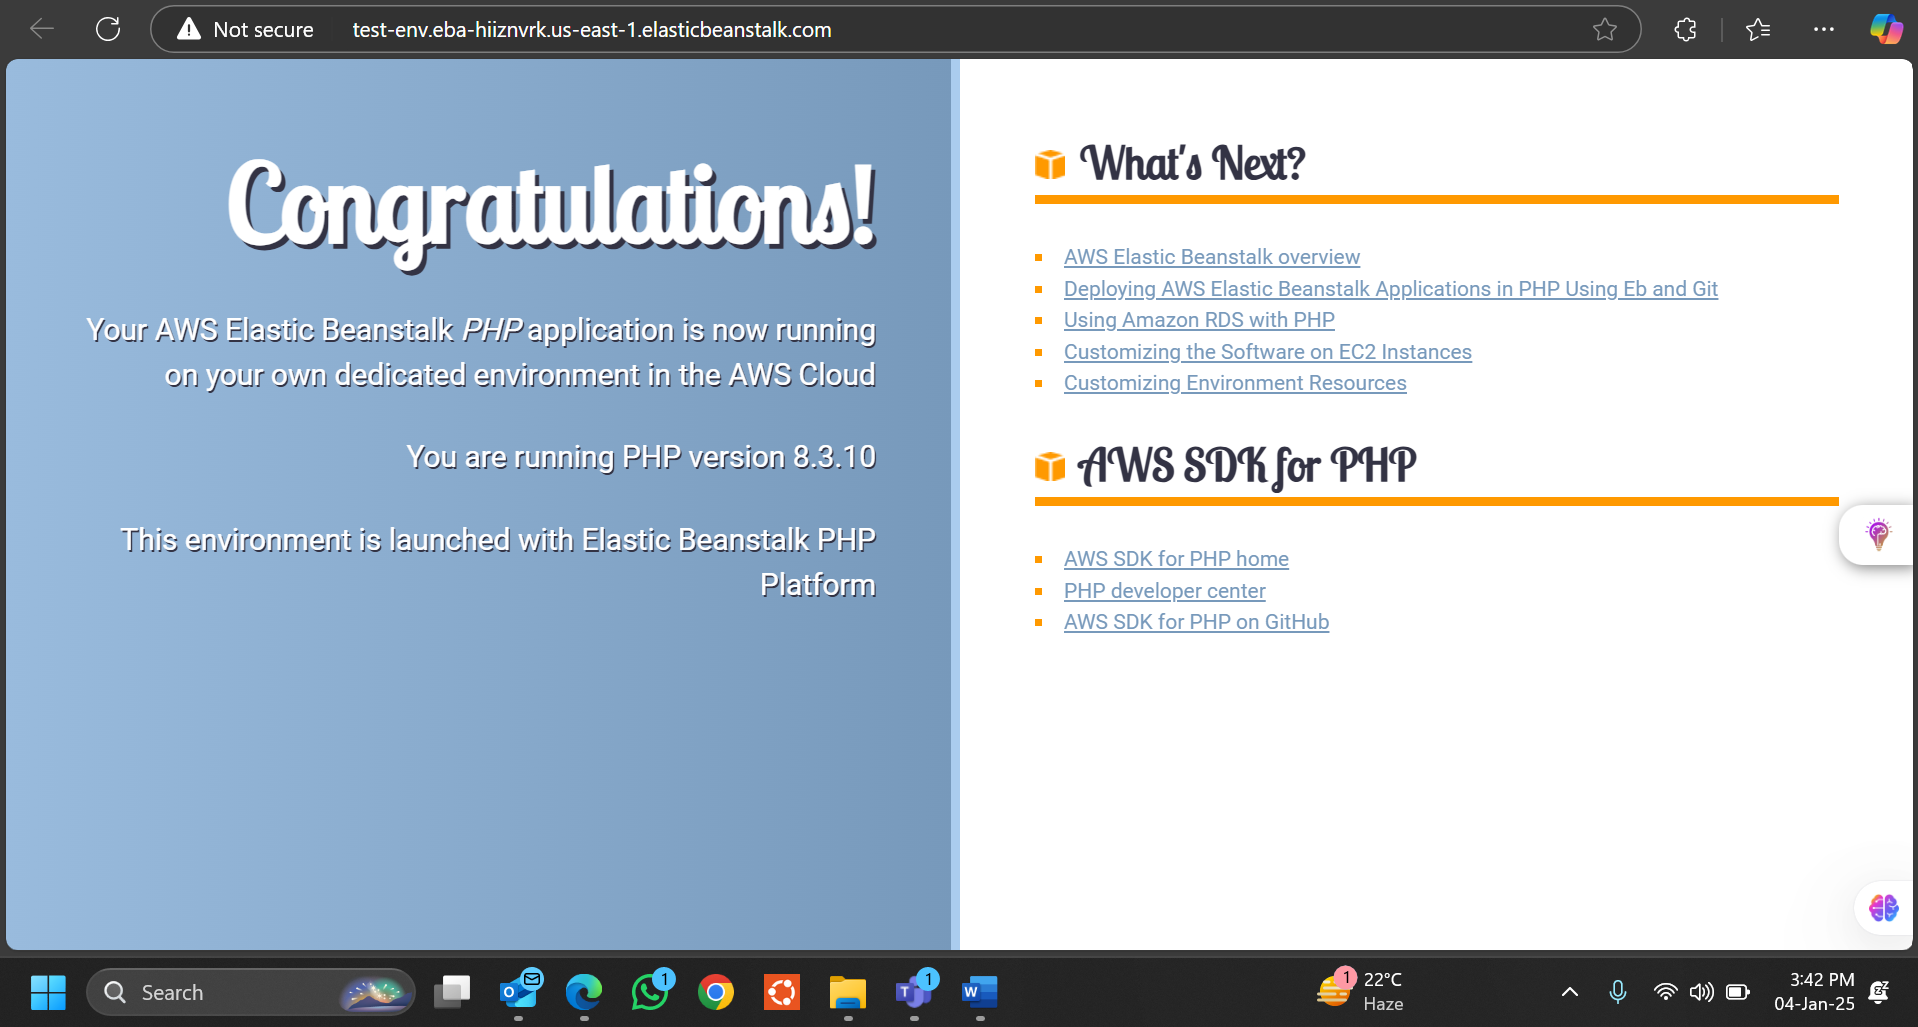 Not secure
test-env.eba-hiiznvrk.us-east-1.elasticbeanstalk.com
Congratulations!
Your AWS Elastic Beanstalk PHP application is now running
on your own dedicated environment in the AWS Cloud
You are running PHP version 8.3.10
This environment is launched with Elastic Beanstalk PHP
Platform
What's Next?
AWS Elastic Beanstalk overview
Deploying AWS Elastic Beanstalk Applications in PHP Using Eb and Git
Using Amazon RDS with PHP
Customizing the Software on EC2 Instances
Customizing Environment Resources
AWS SDK for PHP
AWS SDK for PHP home
PHP developer center
AWS SDK for PHP on GitHub
Search
O
1
T
1
W
1
22°C
Haze
3:42 PM
04-Jan-25